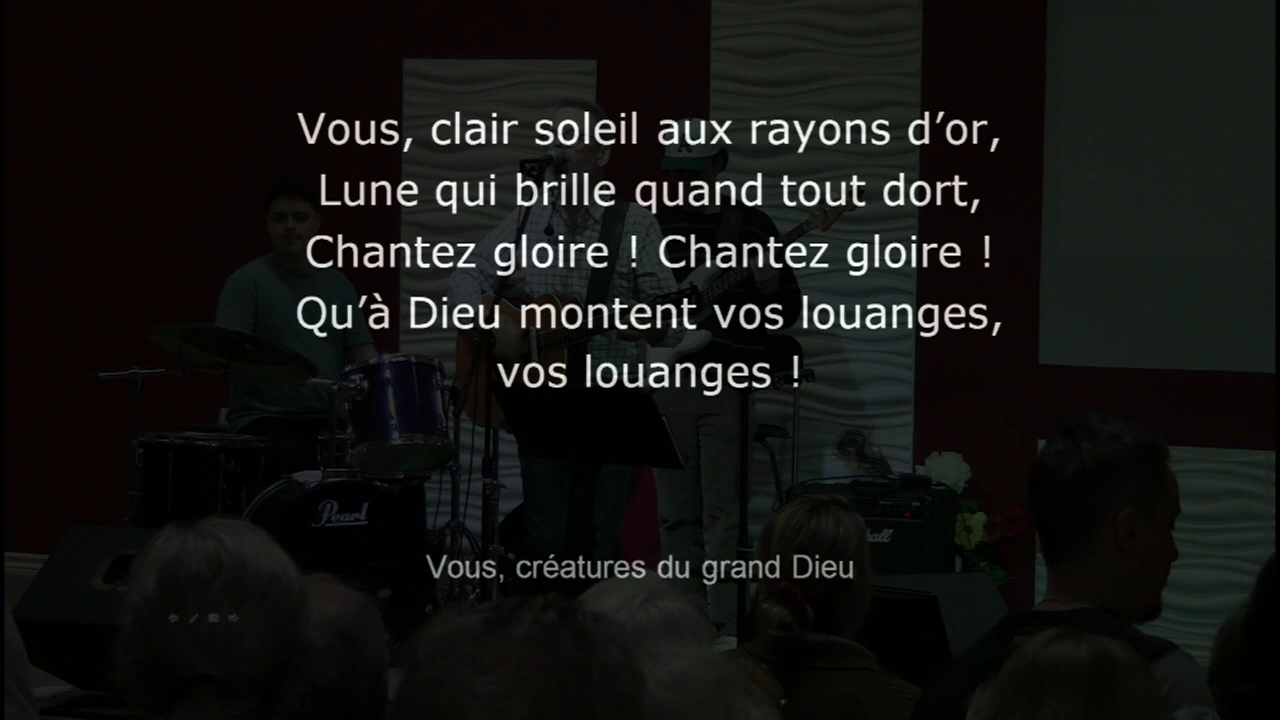 Vous, clair soleil aux rayons d’or,
Lune qui brille quand tout dort,
Chantez gloire ! Chantez gloire !
Qu’à Dieu montent vos louanges,
vos louanges !
Pearl
Vous, créatures du grand Dieu